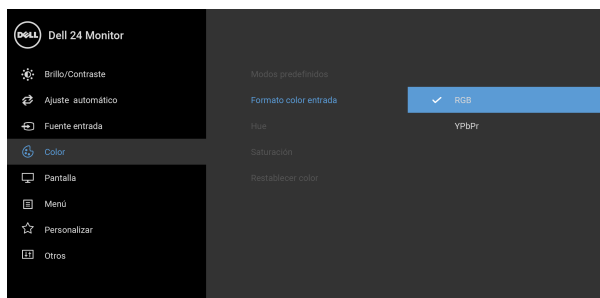 DELL Dell 24 Monitor
Brillo/Contraste
Modos predefinidos
Ajuste automático
Formato color entrada
RGB
Fuente entrada
Hue
YPbPr
Color
Saturación
Pantalla
Restablecer color
Menú
Personalizar
Otros